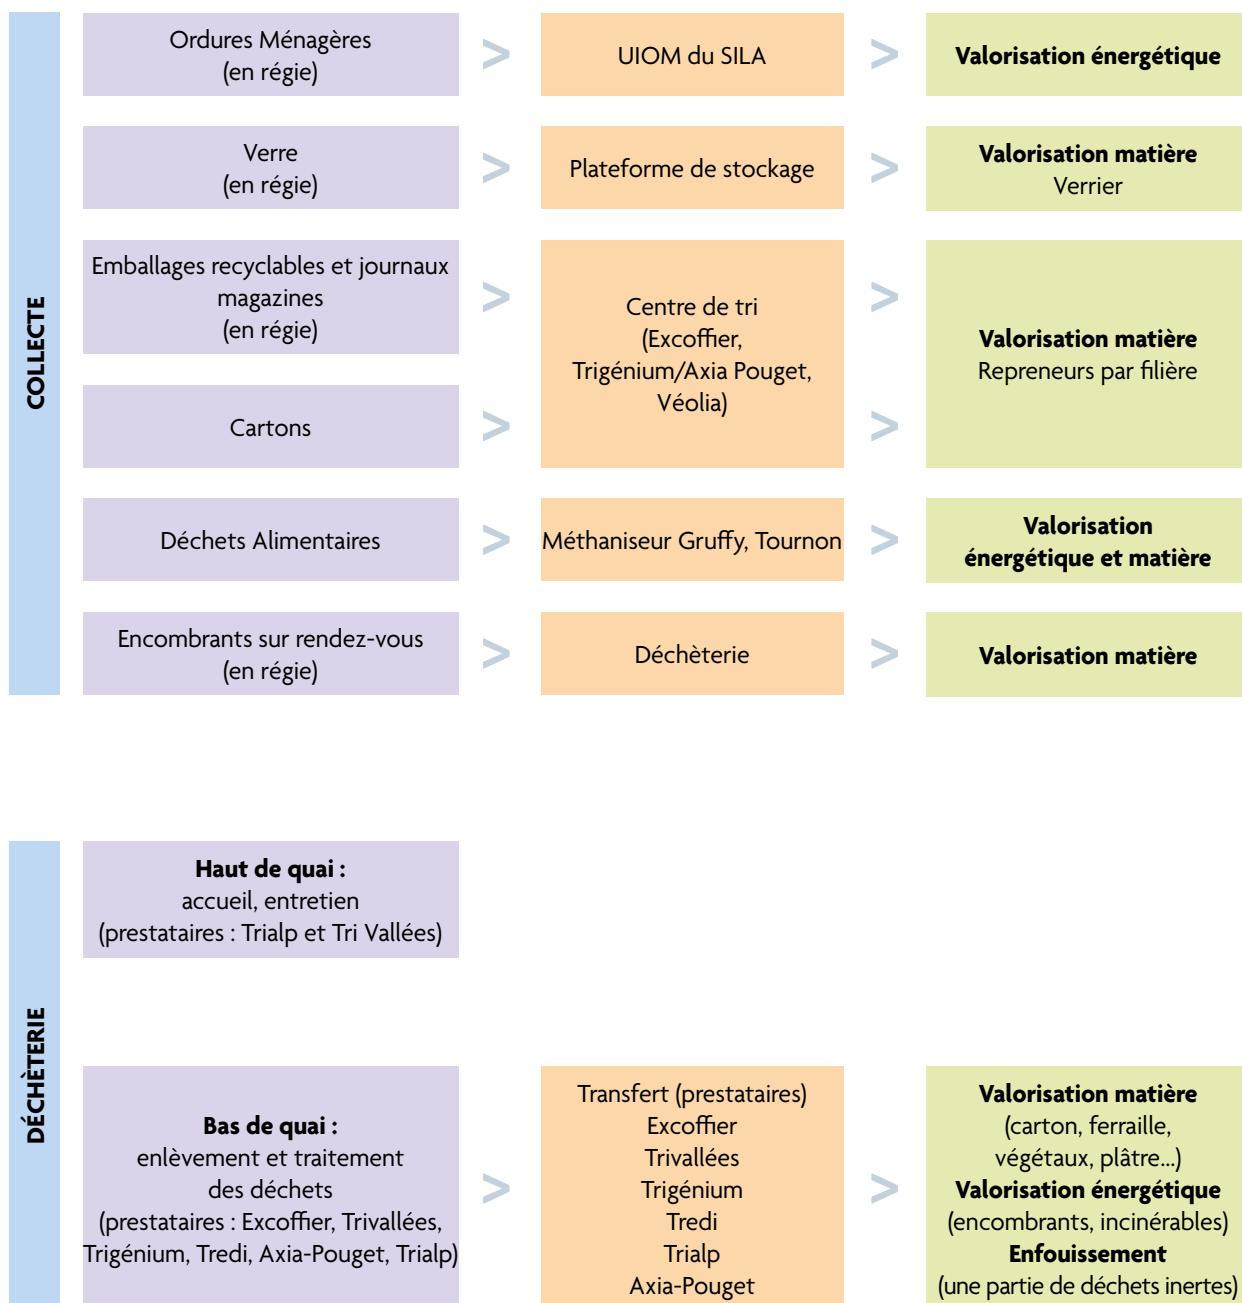 COLLECTE
Ordures Ménagères
(en régie)
>
UIOM du SILA
>
Valorisation énergétique
Verre
(en régie)
>
Plateforme de stockage
>
Valorisation matière
Verrier
Emballages recyclables et journaux
magazines
(en régie)
>
Cartons
>
Centre de tri
(Excoffier,
Trigénium/Axia Pouget,
Véolia)
>
>
Valorisation matière
Repreneurs par filière
Déchets Alimentaires
>
Méthaniseur Gruffy, Tournon
>
Valorisation
énergétique et matière
Encombrants sur rendez-vous
(en régie)
>
Déchèterie
>
Valorisation matière
DÉCHÈTERIE
Haut de quai :
accueil, entretien
(prestataires : Trialp et Tri Vallées)
Bas de quai :
enlèvement et traitement
des déchets
(prestataires : Excoffier, Trivallées,
Trigénium, Tredi, Axia-Pouget, Trialp)
>
Transfert (prestataires)
Excoffier
Trivallées
Trigénium
Tredi
Trialp
Axia-Pouget
>
Valorisation matière
(carton, ferraille,
végétaux, plâtre...)
Valorisation énergétique
(encombrants, incinérables)
Enfouissement
(une partie de déchets inertes)